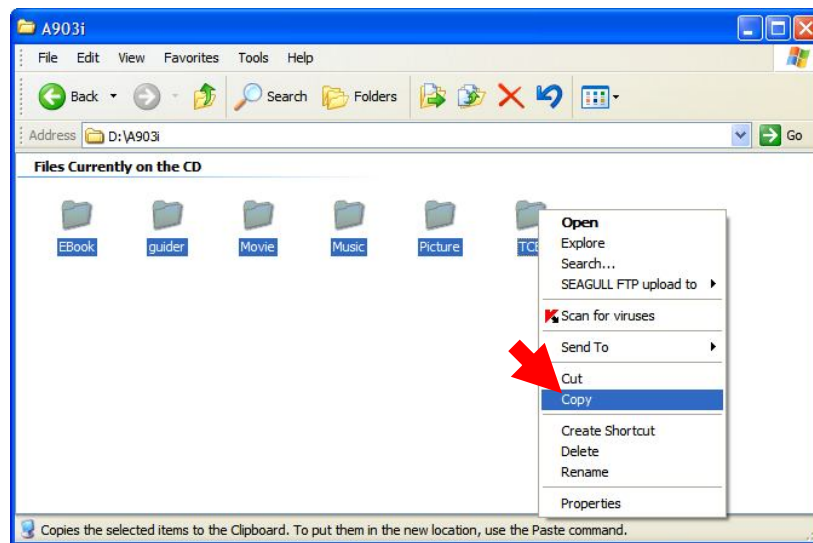 A903i
File Edit View Favorites Tools Help
Back Search Folders
Address D:\A903i Go
Files Currently on the CD
EBook guider Movie Music Picture
Open
Explore
Search...
SEAGULL FTP upload to
Scan for viruses
Send To
Cut
Copy
Create Shortcut
Delete
Rename
Properties
Copies the selected items to the Clipboard. To put them in the new location, use the Paste command.